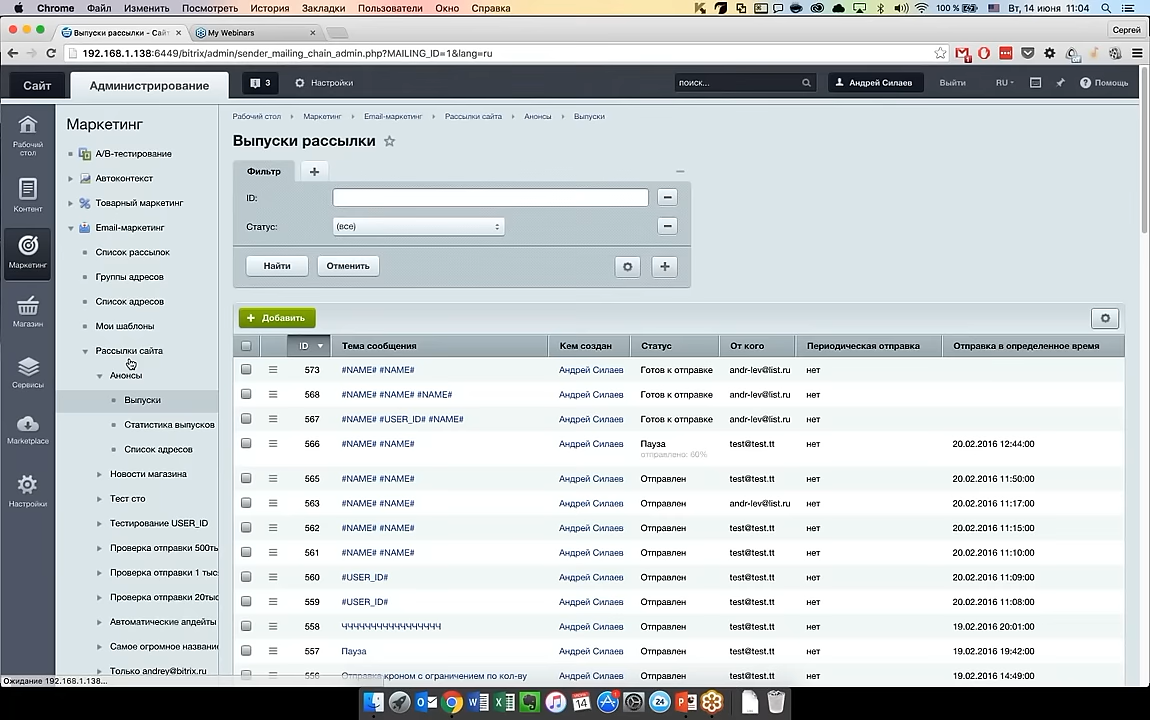 Chrome Файл Изменить Посмотреть История Закладки Пользователи Окно Справка 100 % Вт, 14 июня 11:04
Выпуски рассылки - Сайт My Webinars Сергей
192.168.1.138:6449/bitrix/admin/sender_mailing_chain_admin.php?MAILING_ID=1&lang=ru
Сайт Администрирование 3 Настройки поиск... Андрей Силаев Выйти RU Помощь
Рабочий стол
Контент
Маркетинг
Магазин
Сервисы
Marketplace
Настройки
Маркетинг
A/B-тестирование
Автоконтекст
Товарный маркетинг
Email-маркетинг
Список рассылок
Группы адресов
Список адресов
Мои шаблоны
Рассылки сайта
Анонсы
Выпуски
Статистика выпусков
Список адресов
Новости магазина
Тест сто
Тестирование USER_ID
Проверка отправки 500ты
Проверка отправки 1 тыс
Проверка отправки 20тыс
Автоматические апдейты
Самое огромное название
Только andrey@bitrix.ru
Рабочий стол Маркетинг Email-маркетинг Рассылки сайта Анонсы Выпуски
Выпуски рассылки
Фильтр +
ID:
Статус: (все)
Найти Отменить
+ Добавить
ID Тема сообщения Кем создан Статус От кого Периодическая отправка Отправка в определенное время
573 #NAME# #NAME# Андрей Силаев Готов к отправке andr-lev@list.ru нет
568 #NAME# #NAME# #NAME# Андрей Силаев Готов к отправке andr-lev@list.ru нет
567 #NAME# #USER_ID# #NAME# Андрей Силаев Готов к отправке andr-lev@list.ru нет
566 #NAME# #NAME# Андрей Силаев Пауза test@test.tt нет 20.02.2016 12:44:00
отправлено: 60%
565 #NAME# #NAME# Андрей Силаев Отправлен test@test.tt нет 20.02.2016 11:50:00
563 #NAME# #NAME# Андрей Силаев Отправлен andr-lev@list.ru нет 20.02.2016 11:17:00
562 #NAME# #NAME# Андрей Силаев Отправлен test@test.tt нет 20.02.2016 11:15:00
561 #NAME# #NAME# Андрей Силаев Отправлен test@test.tt нет 20.02.2016 11:10:00
560 #USER_ID# Андрей Силаев Отправлен test@test.tt нет 20.02.2016 11:09:00
559 #USER_ID# Андрей Силаев Отправлен test@test.tt нет 20.02.2016 11:08:00
558 ЧЧЧЧЧЧЧЧЧЧЧЧЧЧЧЧ Андрей Силаев Отправлен test@test.tt нет 19.02.2016 20:01:00
557 Пауза Андрей Силаев Отправлен test@test.tt нет 19.02.2016 19:42:00
556 Отправка кроном с ограничением по кол-ву Андрей Силаев Отправлен test@test.tt нет 19.02.2016 14:49:00
Ожидание 192.168.1.138...